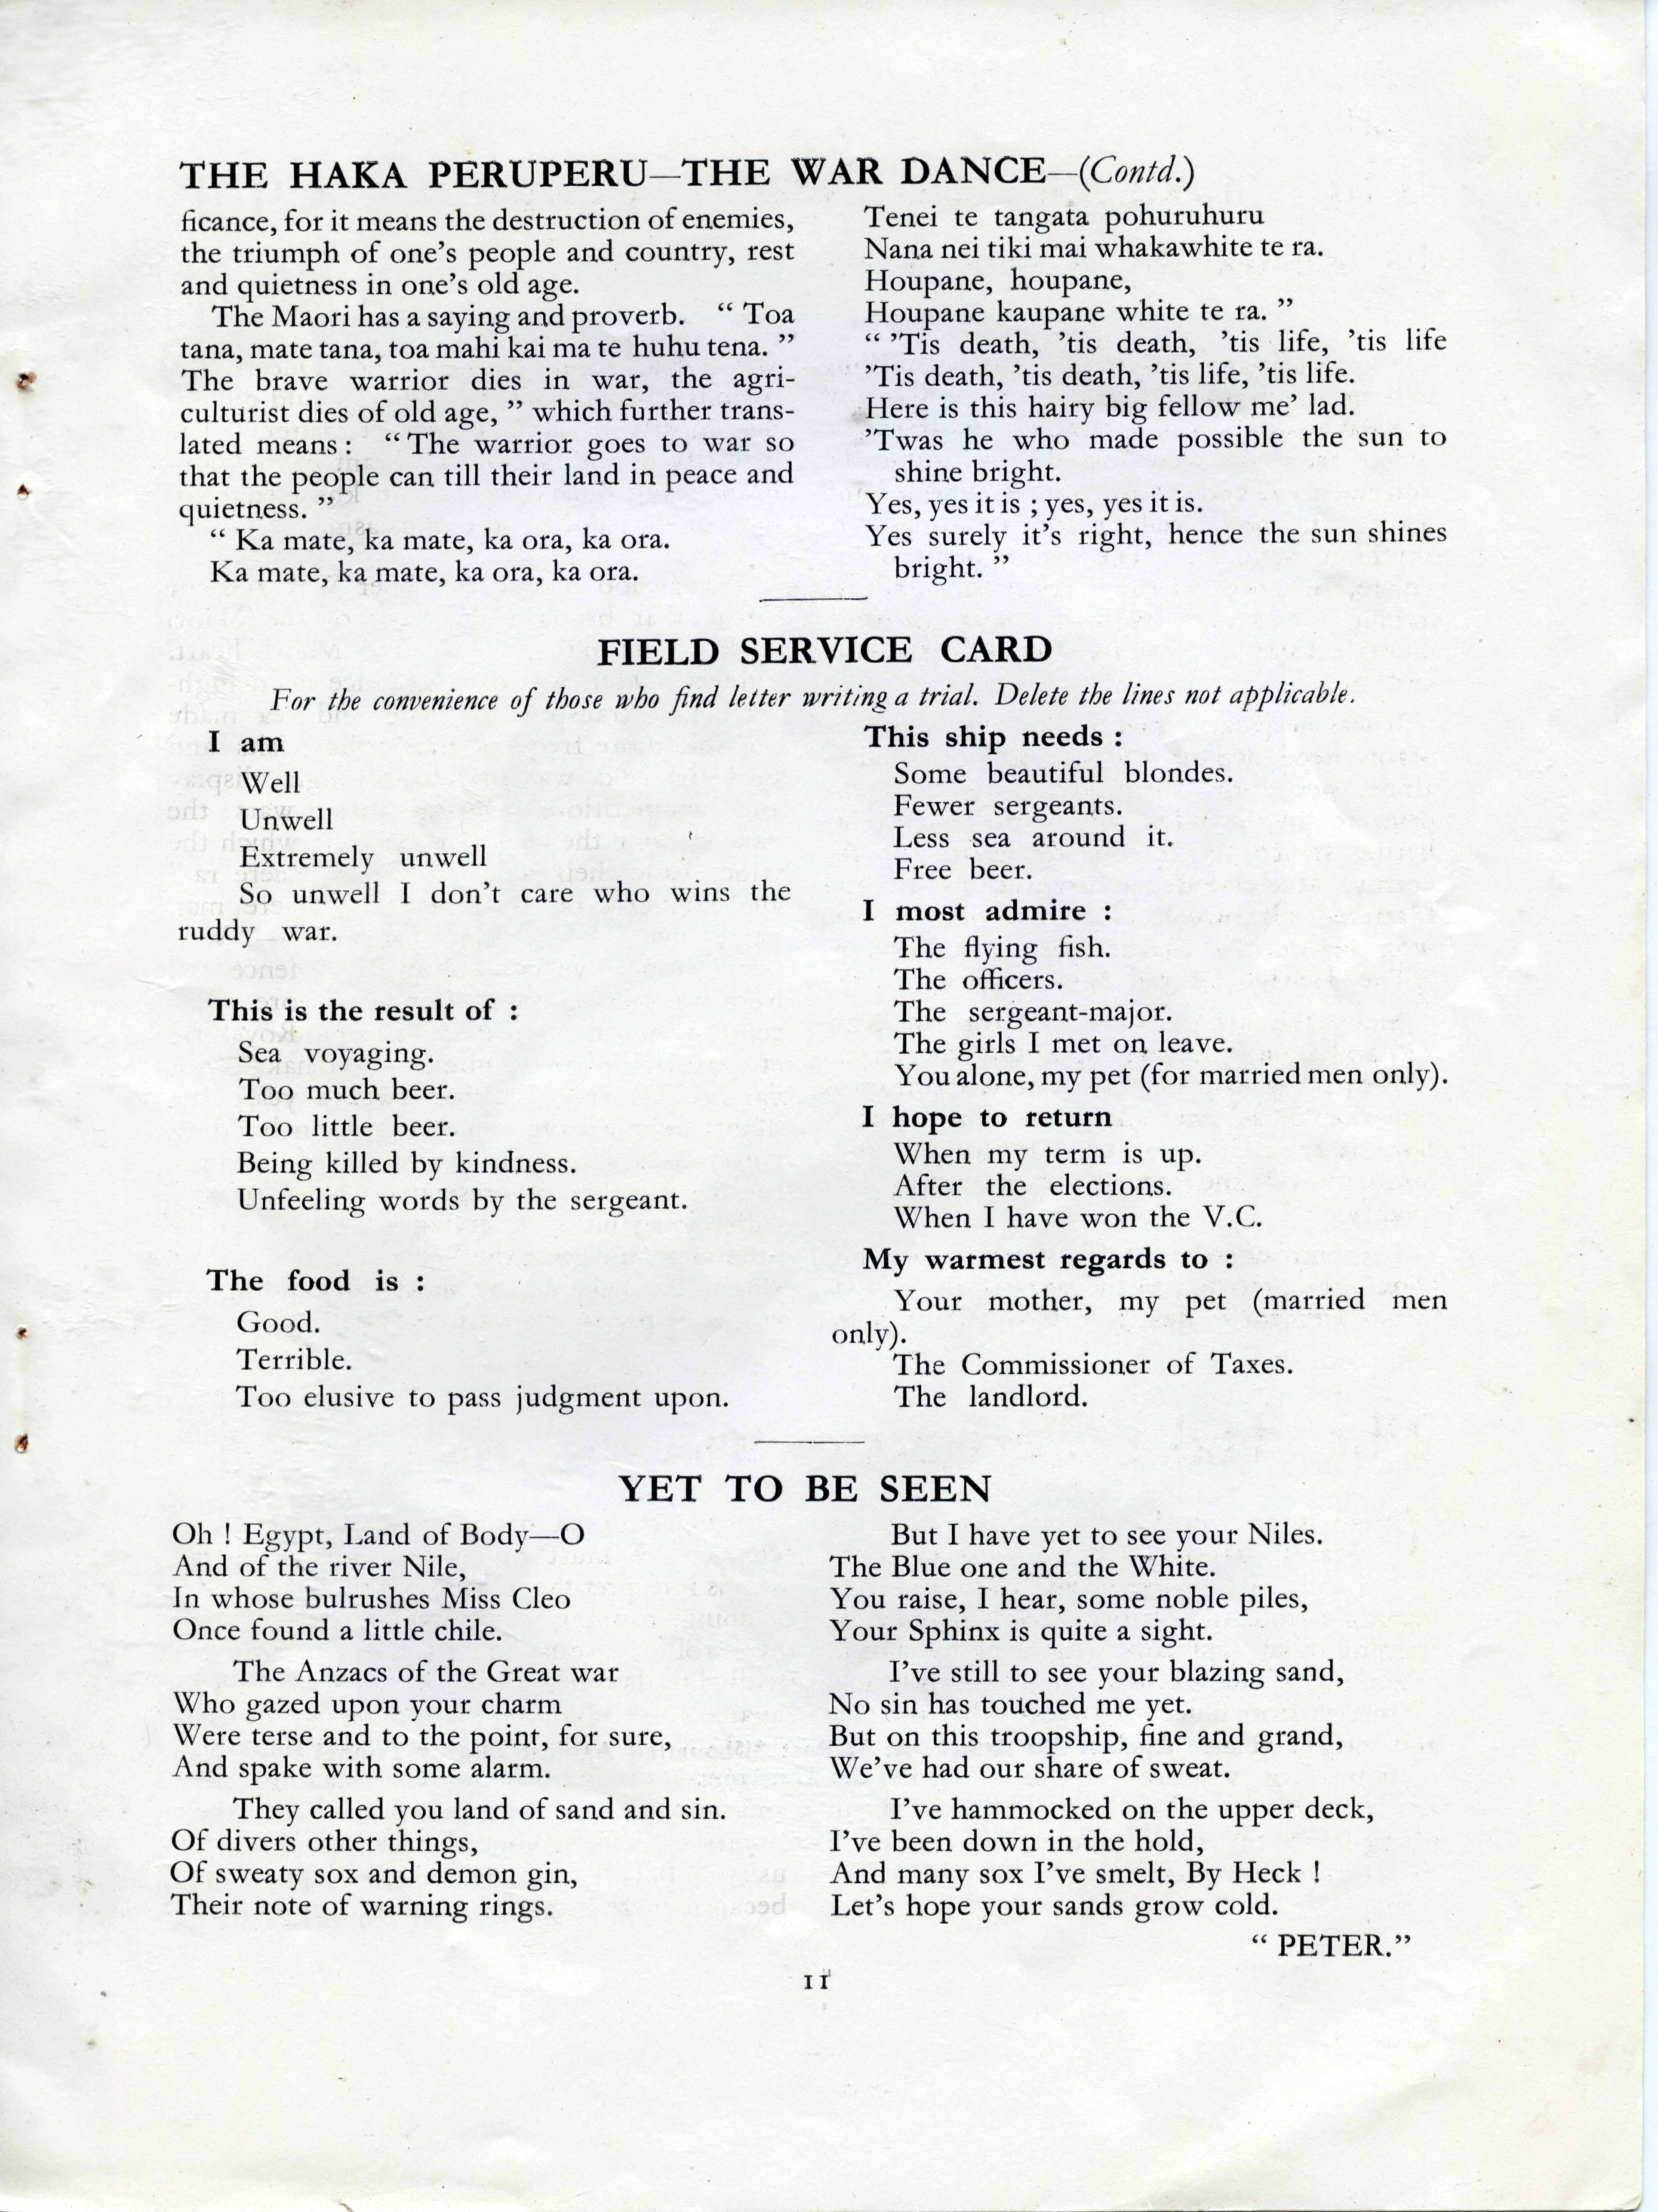 THE HAKA PERUPERU—THE WAR DANCE—(Contd.)
ficance, for it means the destruction of enemies,
the triumph of one's people and country, rest
and quietness in one's old age.
The Maori has a saying and proverb. " Toa
tana, mate tana, toa mahi kai ma te huhu tena. "
The brave warrior dies in war, the agri-
culturist dies of old age, " which further trans-
lated means : " The warrior goes to war so
that the people can till their land in peace and
quietness. "
" Ka mate, ka mate, ka ora, ka ora.
Ka mate, ka mate, ka ora, ka ora.
Tenei te tangata pohuruhuru
Nana nei tiki mai whakawhite te ra.
Houpane, houpane,
Houpane kaupane white te ra. "
" 'Tis death, 'tis death, 'tis life, 'tis life
'Tis death, 'tis death, 'tis life, 'tis life.
Here is this hairy big fellow me' lad.
'Twas he who made possible the sun to
shine bright.
Yes, yes it is ; yes, yes it is.
Yes surely it's right, hence the sun shines
bright. "
FIELD SERVICE CARD
For the convenience of those who find letter writing a trial. Delete the lines not applicable.
I am
Well
Unwell
Extremely unwell
So unwell I don't care who wins the
ruddy war.
This is the result of :
Sea voyaging.
Too much beer.
Too little beer.
Being killed by kindness.
Unfeeling words by the sergeant.
The food is :
Good.
Terrible.
Too elusive to pass judgment upon.
This ship needs :
Some beautiful blondes.
Fewer sergeants.
Less sea around it.
Free beer.
I most admire :
The flying fish.
The officers.
The sergeant-major.
The girls I met on leave.
You alone, my pet (for married men only).
I hope to return
When my term is up.
After the elections.
When I have won the V.C.
My warmest regards to :
Your mother, my pet (married men
only).
The Commissioner of Taxes.
The landlord.
YET TO BE SEEN
Oh ! Egypt, Land of Body—O
And of the river Nile,
In whose bulrushes Miss Cleo
Once found a little chile.
The Anzacs of the Great war
Who gazed upon your charm
Were terse and to the point, for sure,
And spake with some alarm.
They called you land of sand and sin.
Of divers other things,
Of sweaty sox and demon gin,
Their note of warning rings.
But I have yet to see your Niles.
The Blue one and the White.
You raise, I hear, some noble piles,
Your Sphinx is quite a sight.
I've still to see your blazing sand,
No sin has touched me yet.
But on this troopship, fine and grand,
We've had our share of sweat.
I've hammocked on the upper deck,
I've been down in the hold,
And many sox I've smelt, By Heck !
Let's hope your sands grow cold.
" PETER."
11